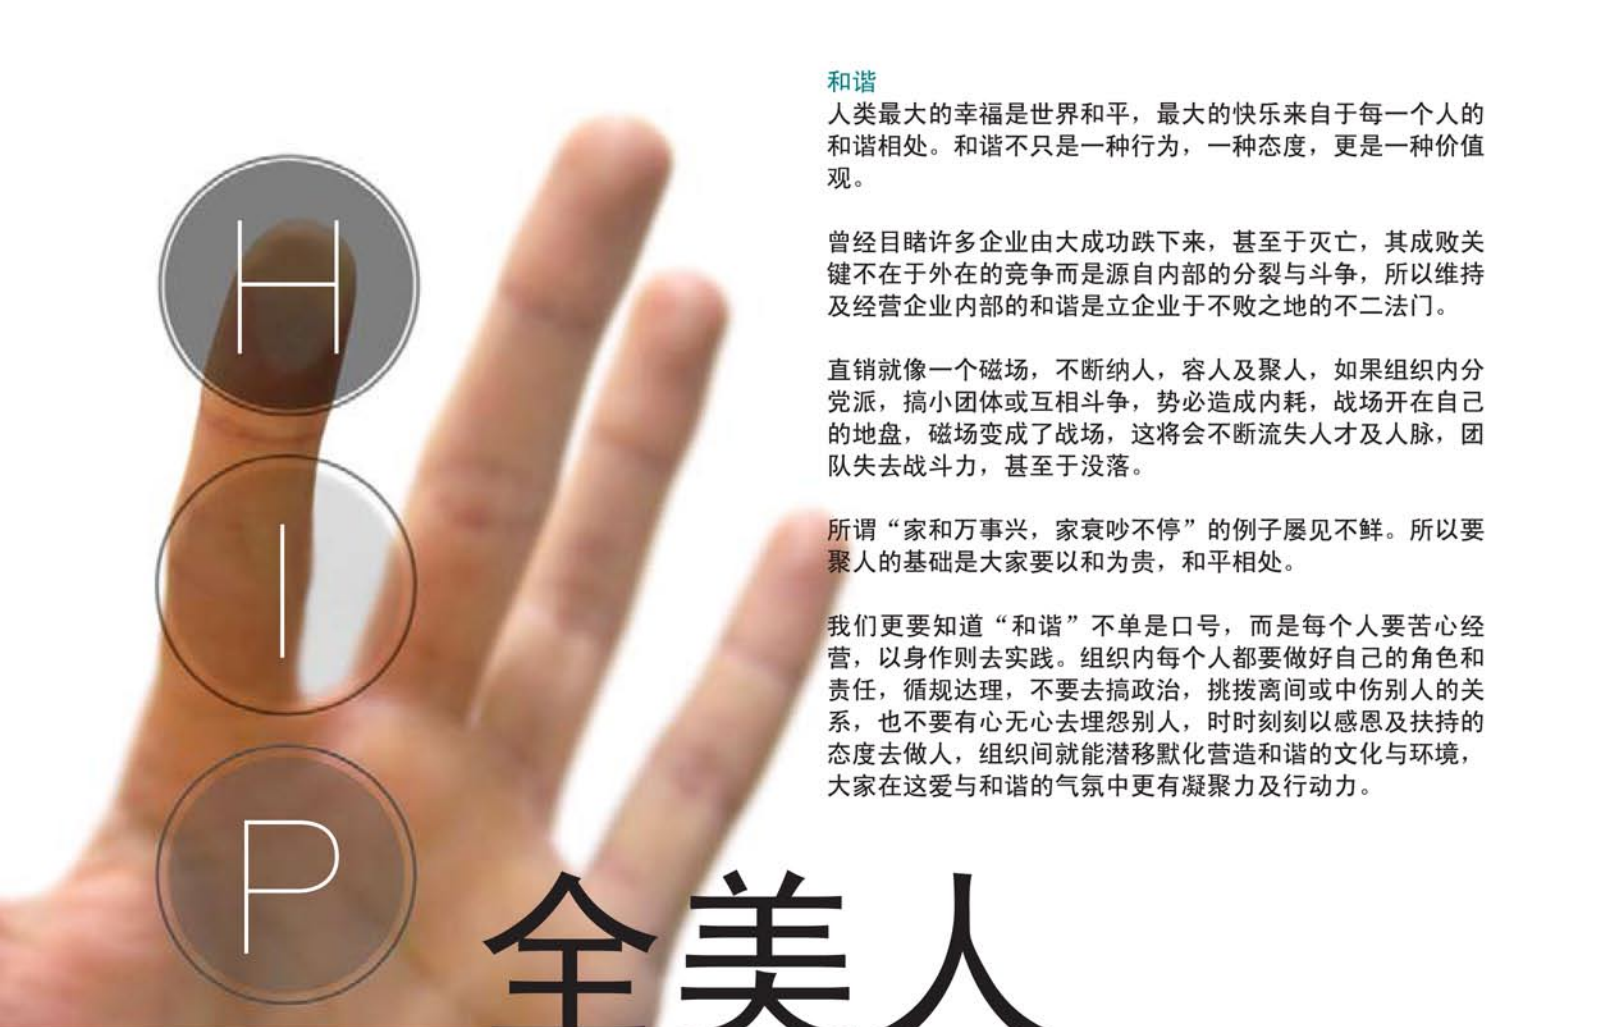 和谐
人类最大的幸福是世界和平，最大的快乐来自于每一个人的
和谐相处。和谐不只是一种行为，一种态度，更是一种价值
观。
曾经目睹许多企业由大成功跌下来，甚至于灭亡，其成败关
键不在于外在的竞争而是源自内部的分裂与斗争，所以维持
及经营企业内部的和谐是立企业于不败之地的不二法门。
直销就像一个磁场，不断纳人，容人及聚人，如果组织内分
党派，搞小团体或互相斗争，势必造成内耗，战场开在自己
的地盘，磁场变成了战场，这将会不断流失人才及人脉，团
队失去战斗力，甚至于没落。
所谓“家和万事兴，家衰吵不停”的例子屡见不鲜。所以要
聚人的基础是大家要以和为贵，和平相处。
我们更要知道“和谐”不单是口号，而是每个人要苦心经
营，以身作则去实践。组织内每个人都要做好自己的角色和
责任，循规达理，不要去搞政治，挑拨离间或中伤别人的关
系，也不要有心无心去埋怨别人，时时刻刻以感恩及扶持的
态度去做人，组织间就能潜移默化营造和谐的文化与环境，
大家在这爱与和谐的气氛中更有凝聚力及行动力。
H
I
P
全美人